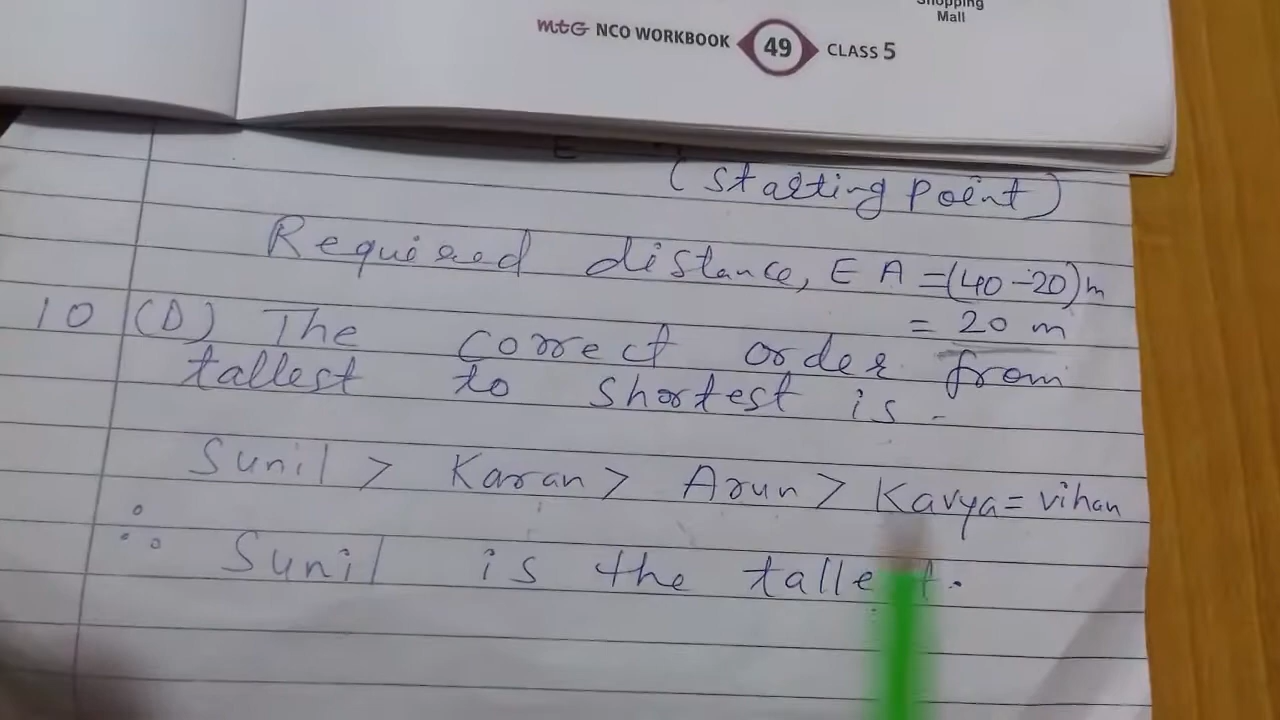 Shopping
Mall
mtG NCO WORKBOOK 49 CLASS 5
(Starting Point)
Required distance, EA =(40-20)m
= 20 m
10 (D) The correct order from
tallest to shortest is -
Sunil > Karan > Arun > Kavya = vihan
∴ Sunil is the tallest.